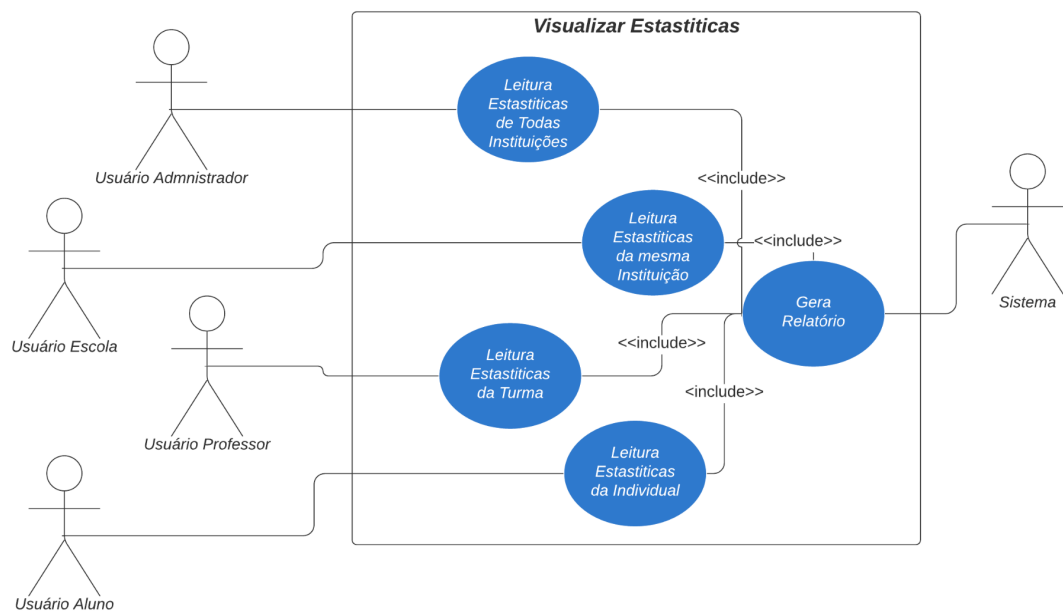 Visualizar Estastiticas
Leitura
Estastiticas
de Todas
Instituições
Usuário Admnistrador
<<include>>
Leitura
Estastiticas
da mesma
Instituição
<<include>>
Gera
Relatório
Sistema
Usuário Escola
<<include>>
Leitura
Estastiticas
da Turma
<include>>
Usuário Professor
Leitura
Estastiticas
da Individual
Usuário Aluno